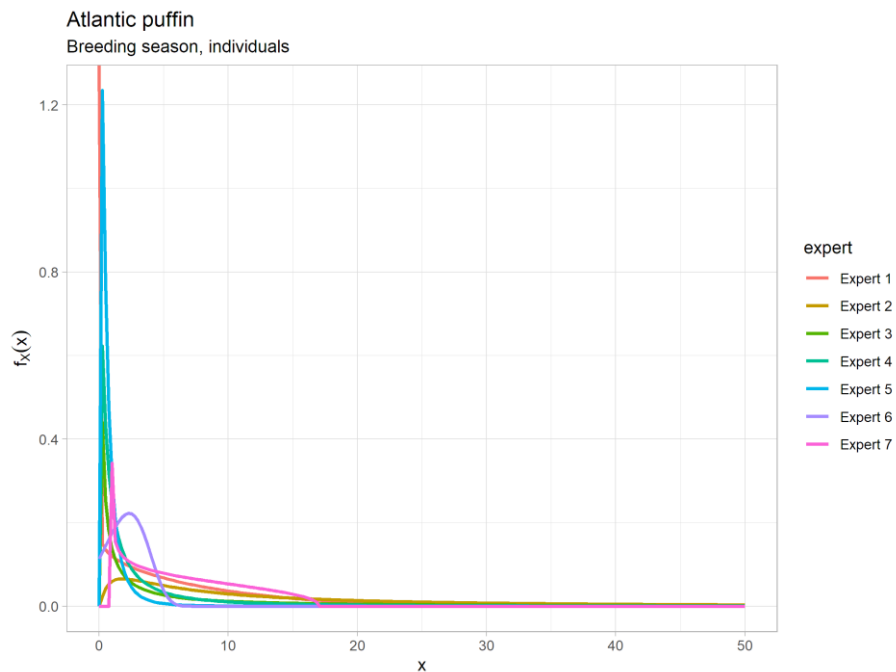 Atlantic puffin
Breeding season, individuals
1.2
0.8
0.4
0.0
fX(x)
0
10
20
30
40
50
x
expert
Expert 1
Expert 2
Expert 3
Expert 4
Expert 5
Expert 6
Expert 7